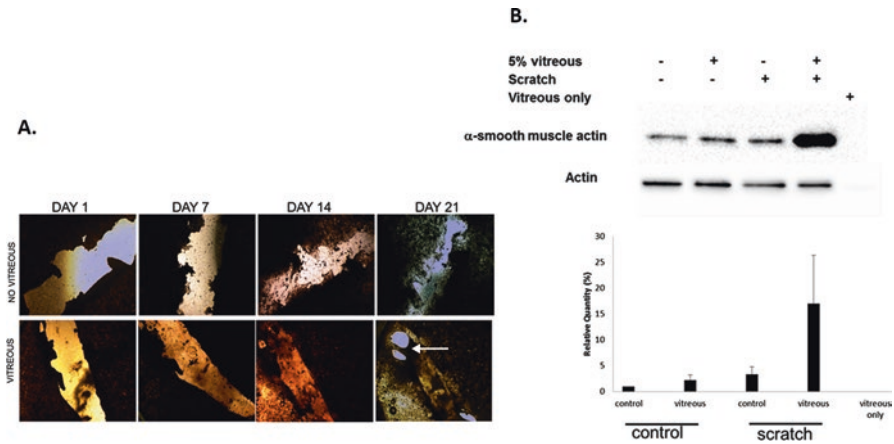 A.
DAY 1 DAY 7 DAY 14 DAY 21
NO VITREOUS
VITREOUS
B.
5% vitreous - + - +
Scratch - - + +
Vitreous only +
α-smooth muscle actin
Actin
Relative Quantity (%)
30
25
20
15
10
5
0
control vitreous control vitreous vitreous
only
control scratch